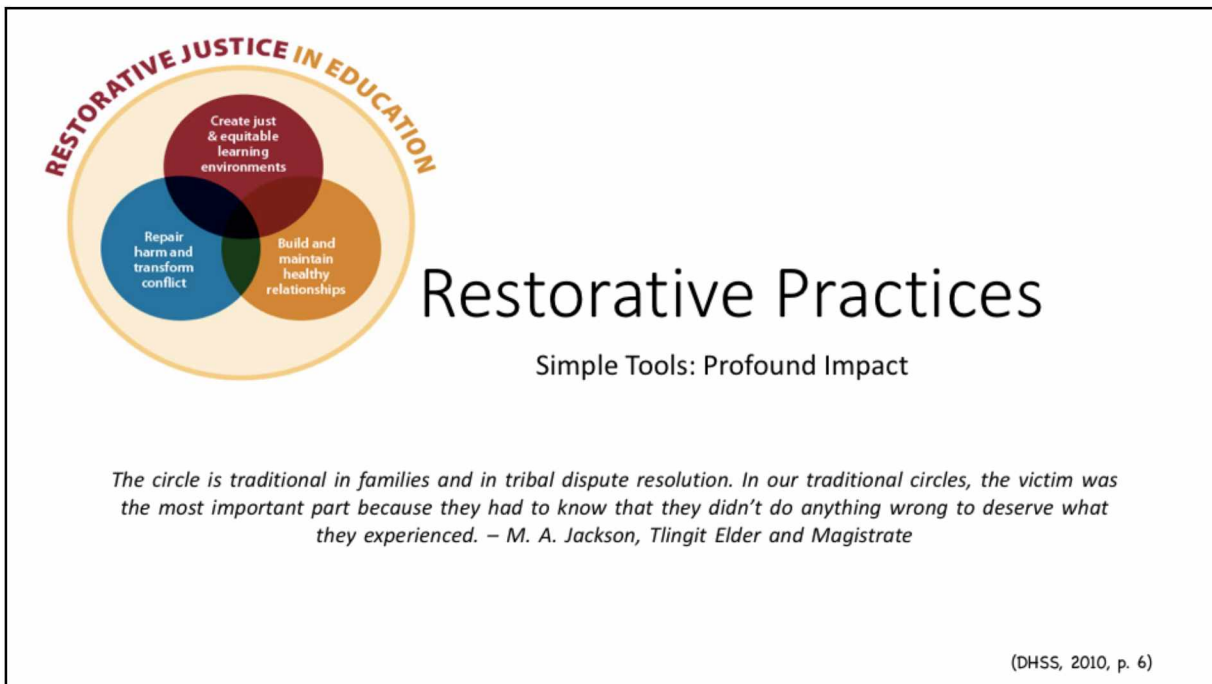 RESTORATIVE JUSTICE IN EDUCATION
Create just
& equitable
learning
environments
Repair
harm and
transform
conflict
Build and
maintain
healthy
relationships
Restorative Practices
Simple Tools: Profound Impact
The circle is traditional in families and in tribal dispute resolution. In our traditional circles, the victim was
the most important part because they had to know that they didn’t do anything wrong to deserve what
they experienced. – M. A. Jackson, Tlingit Elder and Magistrate
(DHSS, 2010, p. 6)